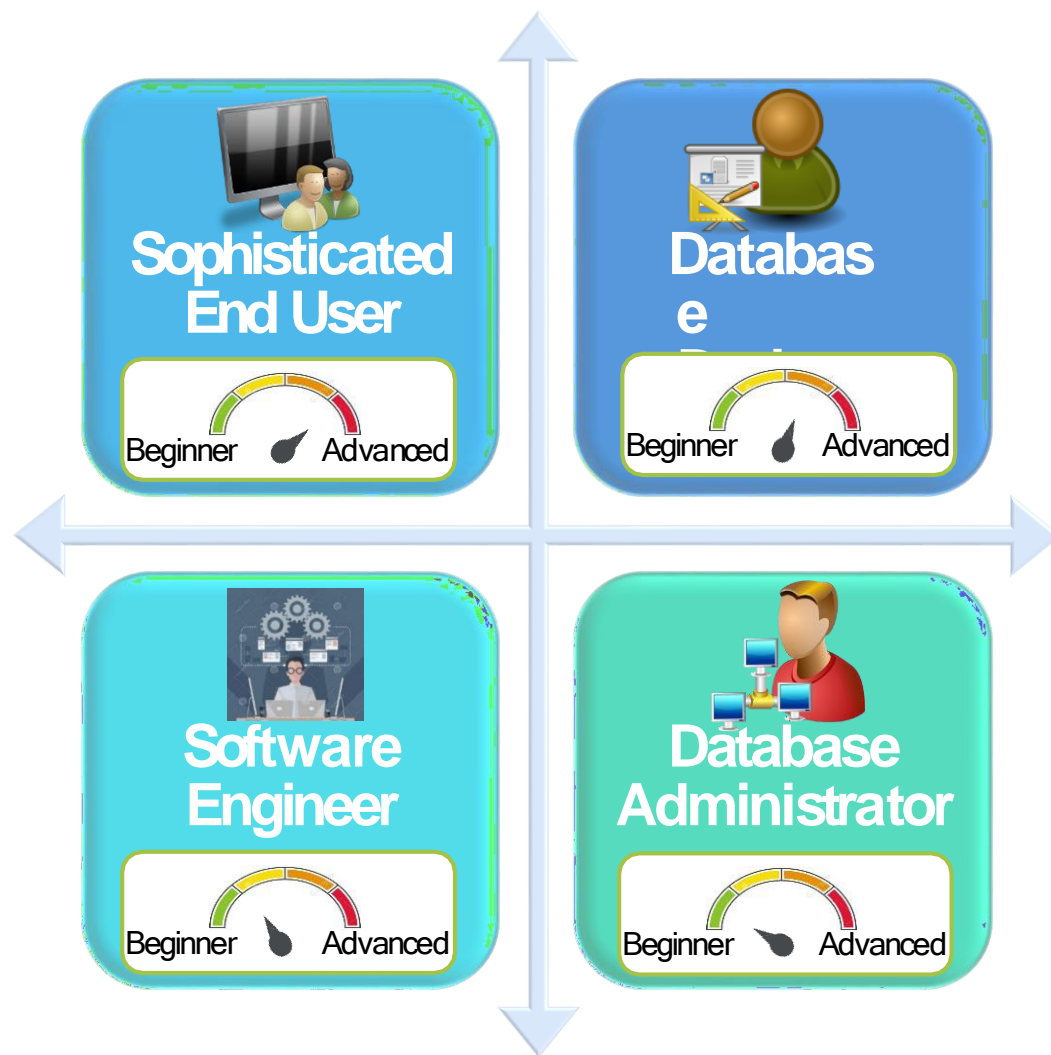 Sophisticated
End User
Beginner
Advanced
Databas
e
Beginner
Advanced
Software
Engineer
Beginner
Advanced
Database
Administrator
Beginner
Advanced